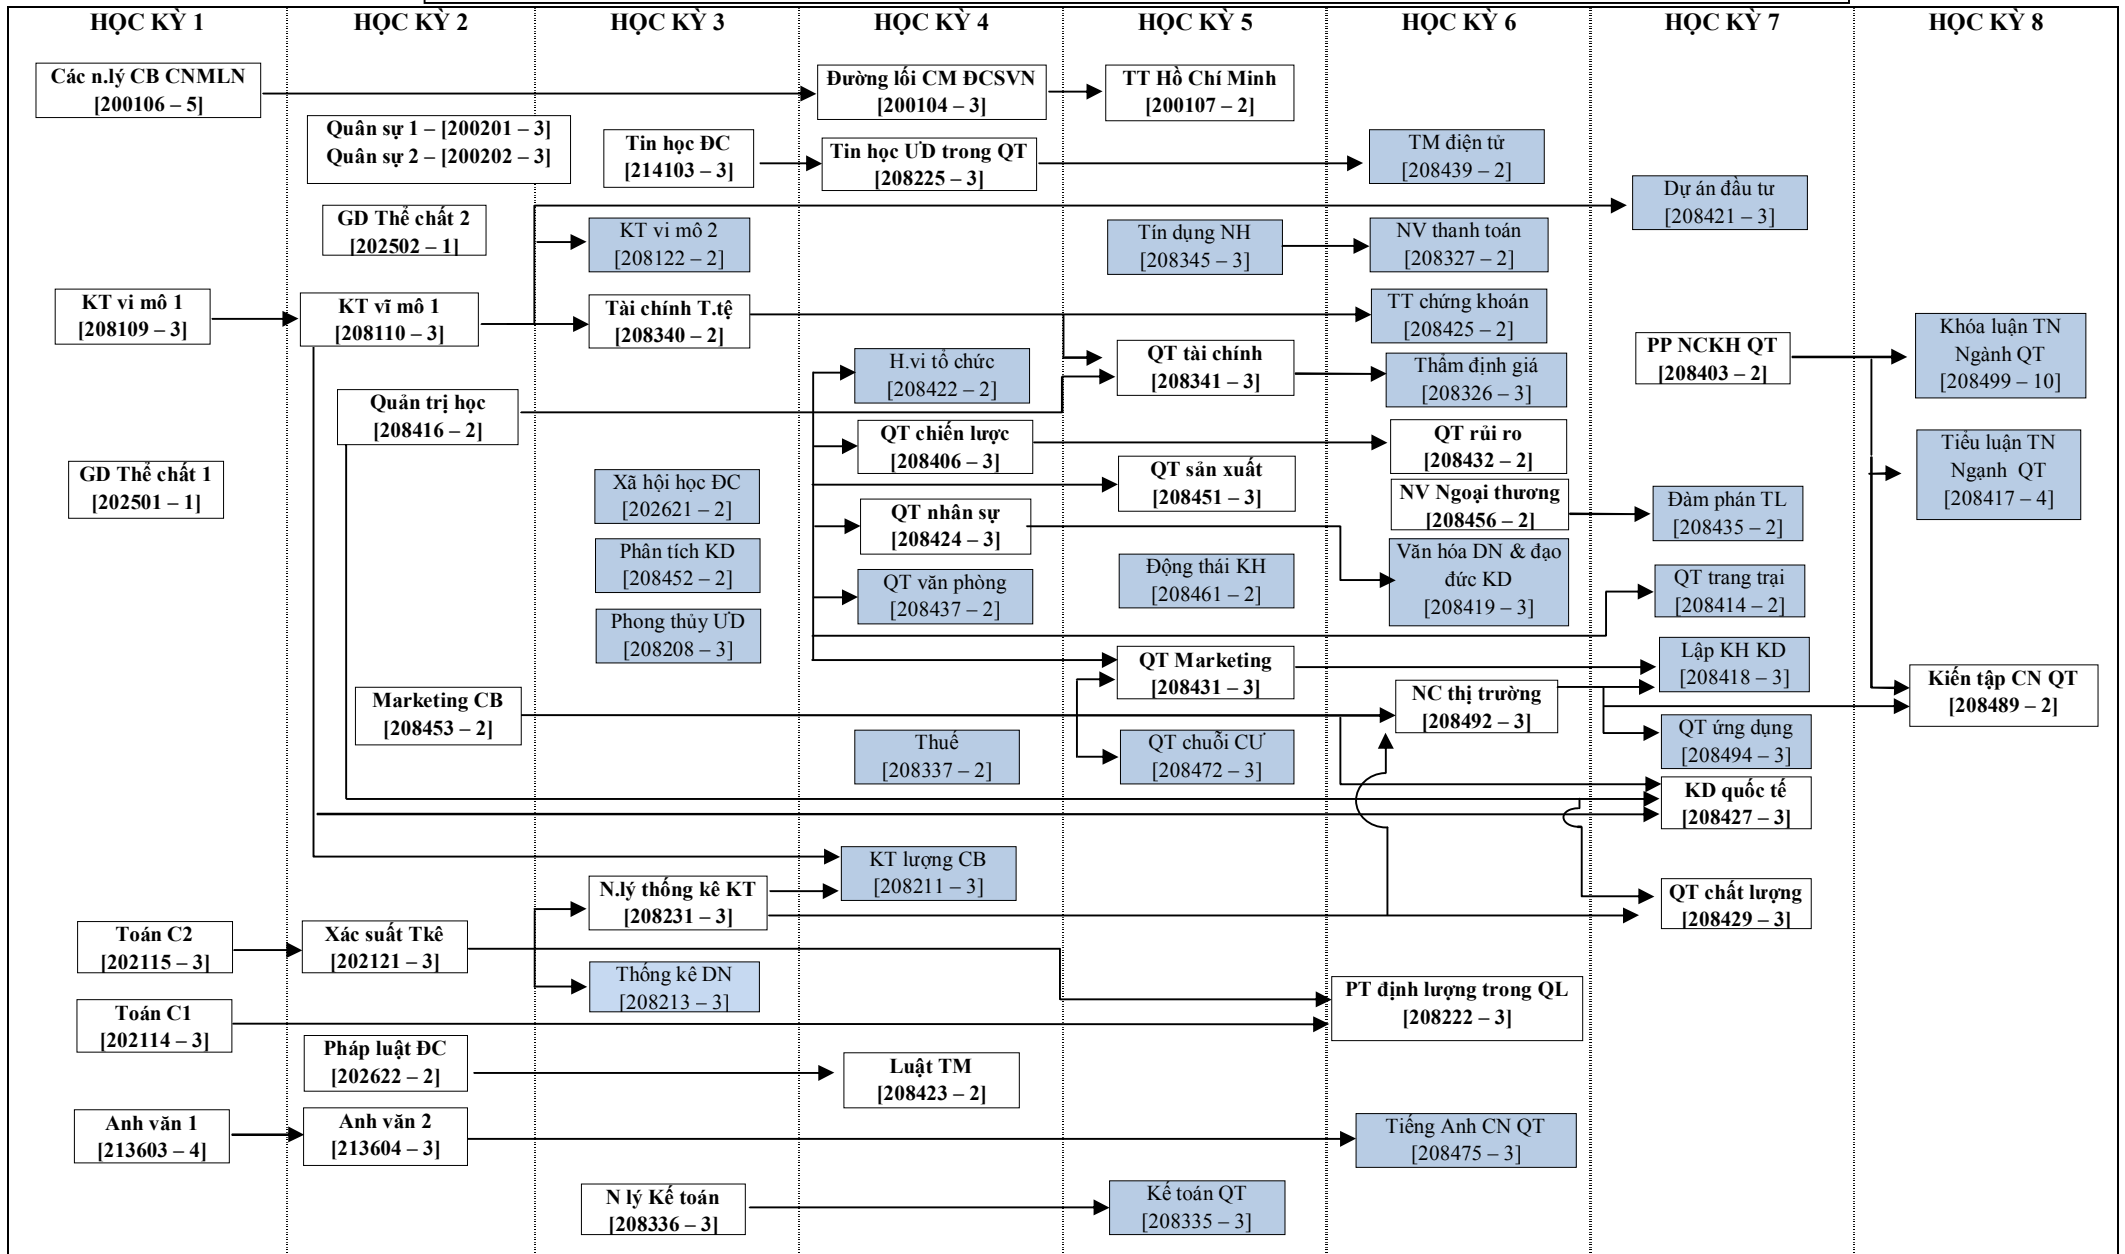 HỌC KỲ 1
HỌC KỲ 2
HỌC KỲ 3
HỌC KỲ 4
HỌC KỲ 5
HỌC KỲ 6
HỌC KỲ 7
HỌC KỲ 8
Các n.lý CB CNMLN
[200106 – 5]
KT vi mô 1
[208109 – 3]
GD Thể chất 1
[202501 – 1]
Toán C2
[202115 – 3]
Toán C1
[202114 – 3]
Anh văn 1
[213603 – 4]
Quân sự 1 – [200201 – 3]
Quân sự 2 – [200202 – 3]
GD Thể chất 2
[202502 – 1]
KT vĩ mô 1
[208110 – 3]
Quản trị học
[208416 – 2]
Marketing CB
[208453 – 2]
Xác suất Tkê
[202121 – 3]
Pháp luật ĐC
[202622 – 2]
Anh văn 2
[213604 – 3]
Tin học ĐC
[214103 – 3]
KT vi mô 2
[208122 – 2]
Tài chính T.tệ
[208340 – 2]
Xã hội học ĐC
[202621 – 2]
Phân tích KD
[208452 – 2]
Phong thủy ƯD
[208208 – 3]
N.lý thống kê KT
[208231 – 3]
Thống kê DN
[208213 – 3]
N lý Kế toán
[208336 – 3]
Đường lối CM ĐCSVN
[200104 – 3]
Tin học ƯD trong QT
[208225 – 3]
H.vi tổ chức
[208422 – 2]
QT chiến lược
[208406 – 3]
QT nhân sự
[208424 – 3]
QT văn phòng
[208437 – 2]
Thuế
[208337 – 2]
KT lượng CB
[208211 – 3]
Luật TM
[208423 – 2]
TT Hồ Chí Minh
[200107 – 2]
Tín dụng NH
[208345 – 3]
QT tài chính
[208341 – 3]
QT sản xuất
[208451 – 3]
Động thái KH
[208461 – 2]
QT Marketing
[208431 – 3]
QT chuỗi CƯ
[208472 – 3]
Kế toán QT
[208335 – 3]
TM điện tử
[208439 – 2]
NV thanh toán
[208327 – 2]
TT chứng khoán
[208425 – 2]
Thẩm định giá
[208326 – 3]
QT rủi ro
[208432 – 2]
NV Ngoại thương
[208456 – 2]
Văn hóa DN & đạo
đức KD
[208419 – 3]
NC thị trường
[208492 – 3]
PT định lượng trong QL
[208222 – 3]
Tiếng Anh CN QT
[208475 – 3]
Dự án đầu tư
[208421 – 3]
PP NCKH QT
[208403 – 2]
Đàm phán TL
[208435 – 2]
QT trang trại
[208414 – 2]
Lập KH KD
[208418 – 3]
QT ứng dụng
[208494 – 3]
KD quốc tế
[208427 – 3]
QT chất lượng
[208429 – 3]
Khóa luận TN
Ngành QT
[208499 – 10]
Tiểu luận TN
Ngạnh QT
[208417 – 4]
Kiến tập CN QT
[208489 – 2]